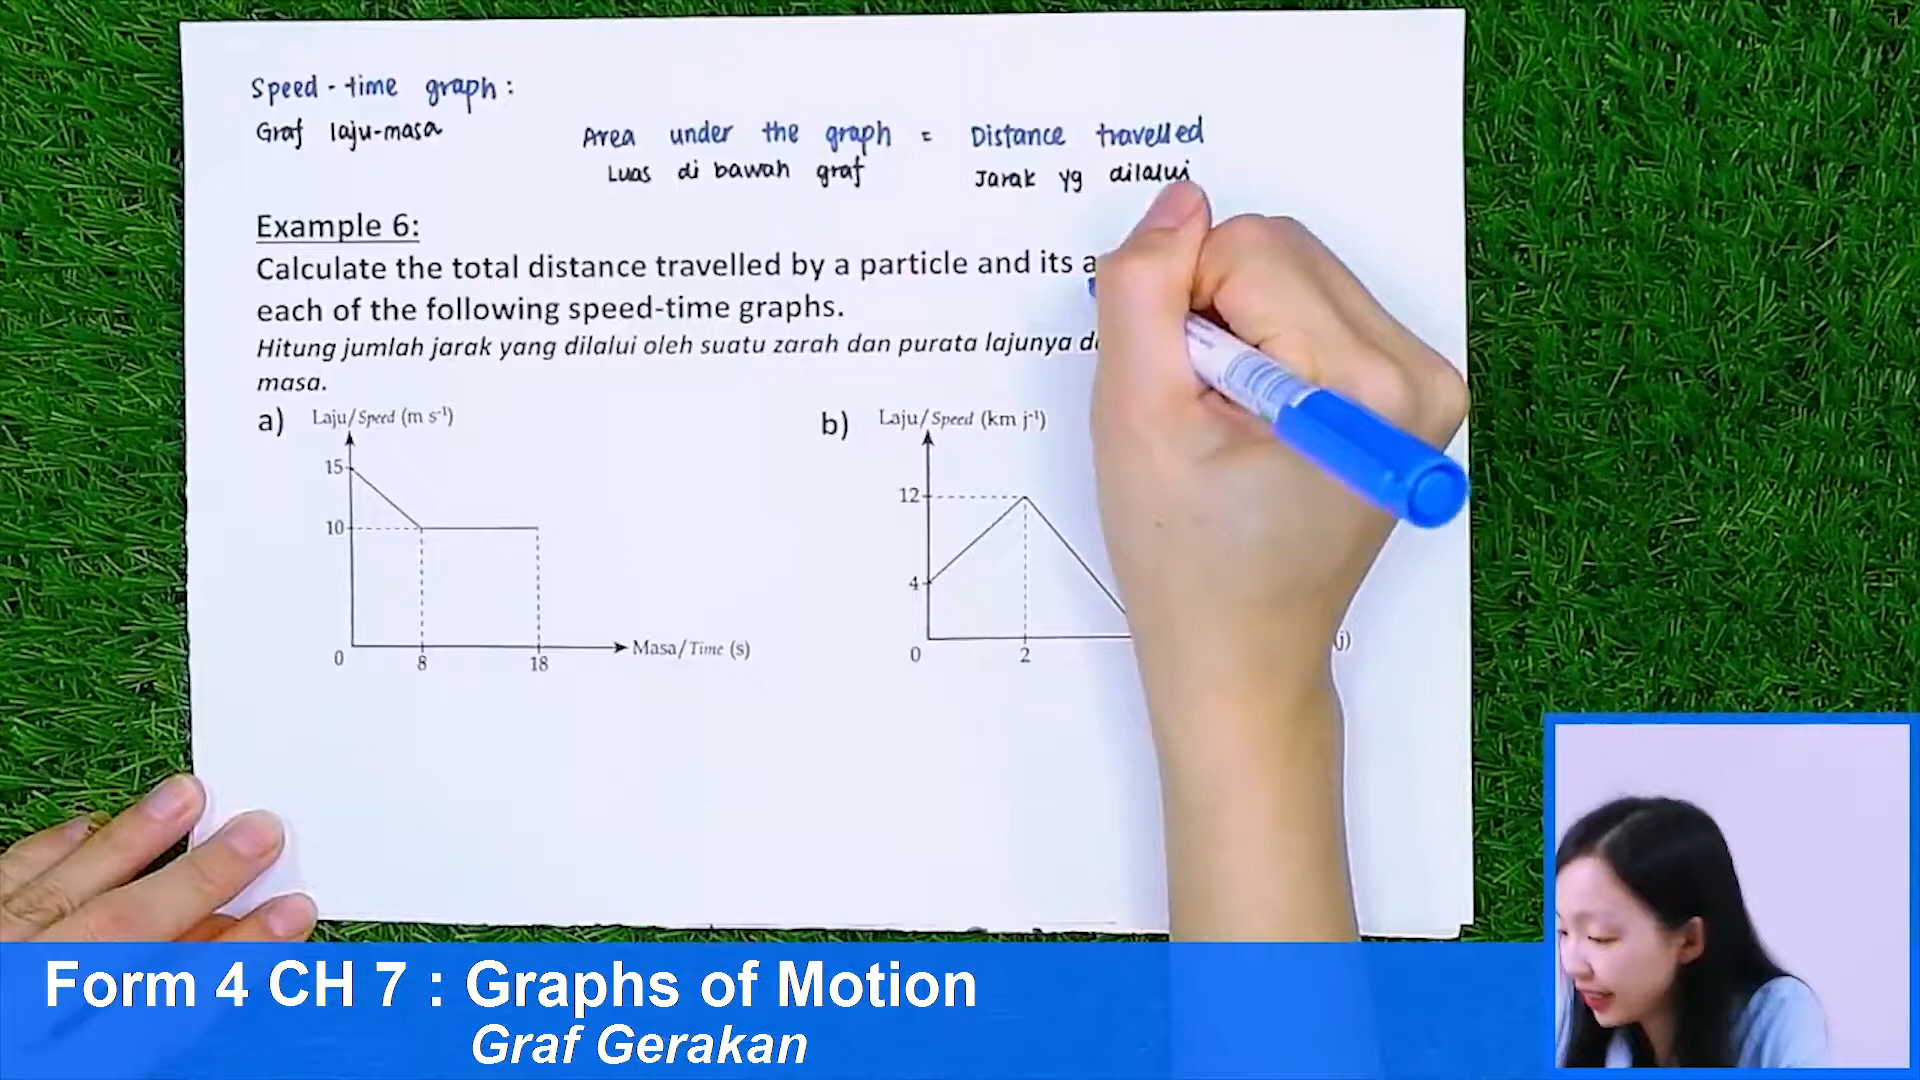 Speed - time graph :
Graf laju-masa
Area under the graph = Distance travelled
Luas di bawah graf Jarak yg dilalui
Example 6:
Calculate the total distance travelled by a particle and its
each of the following speed-time graphs.
Hitung jumlah jarak yang dilalui oleh suatu zarah dan purata lajunya
masa.
a) Laju/Speed (m s⁻¹)
15
10
0 8 18 Masa/Time (s)
b) Laju/Speed (km j⁻¹)
12
4
0 2 (j)
Form 4 CH 7 : Graphs of Motion
Graf Gerakan